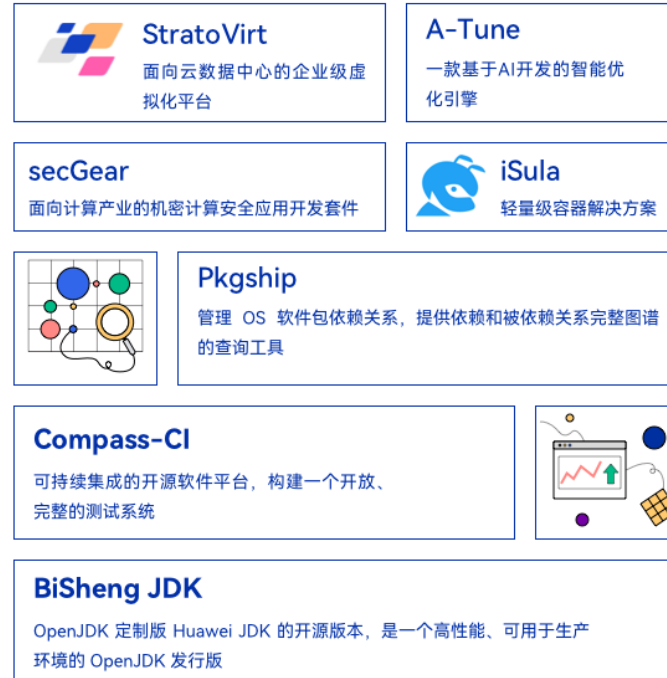 StratoVirt
面向云数据中心的企业级虚
拟化平台
A-Tune
一款基于AI开发的智能优
化引擎
secGear
面向计算产业的机密计算安全应用开发套件
iSula
轻量级容器解决方案
Pkgship
管理 OS 软件包依赖关系，提供依赖和被依赖关系完整图谱
的查询工具
Compass-CI
可持续集成的开源软件平台，构建一个开放、
完整的测试系统
BiSheng JDK
OpenJDK 定制版 Huawei JDK 的开源版本，是一个高性能、可用于生产
环境的 OpenJDK 发行版